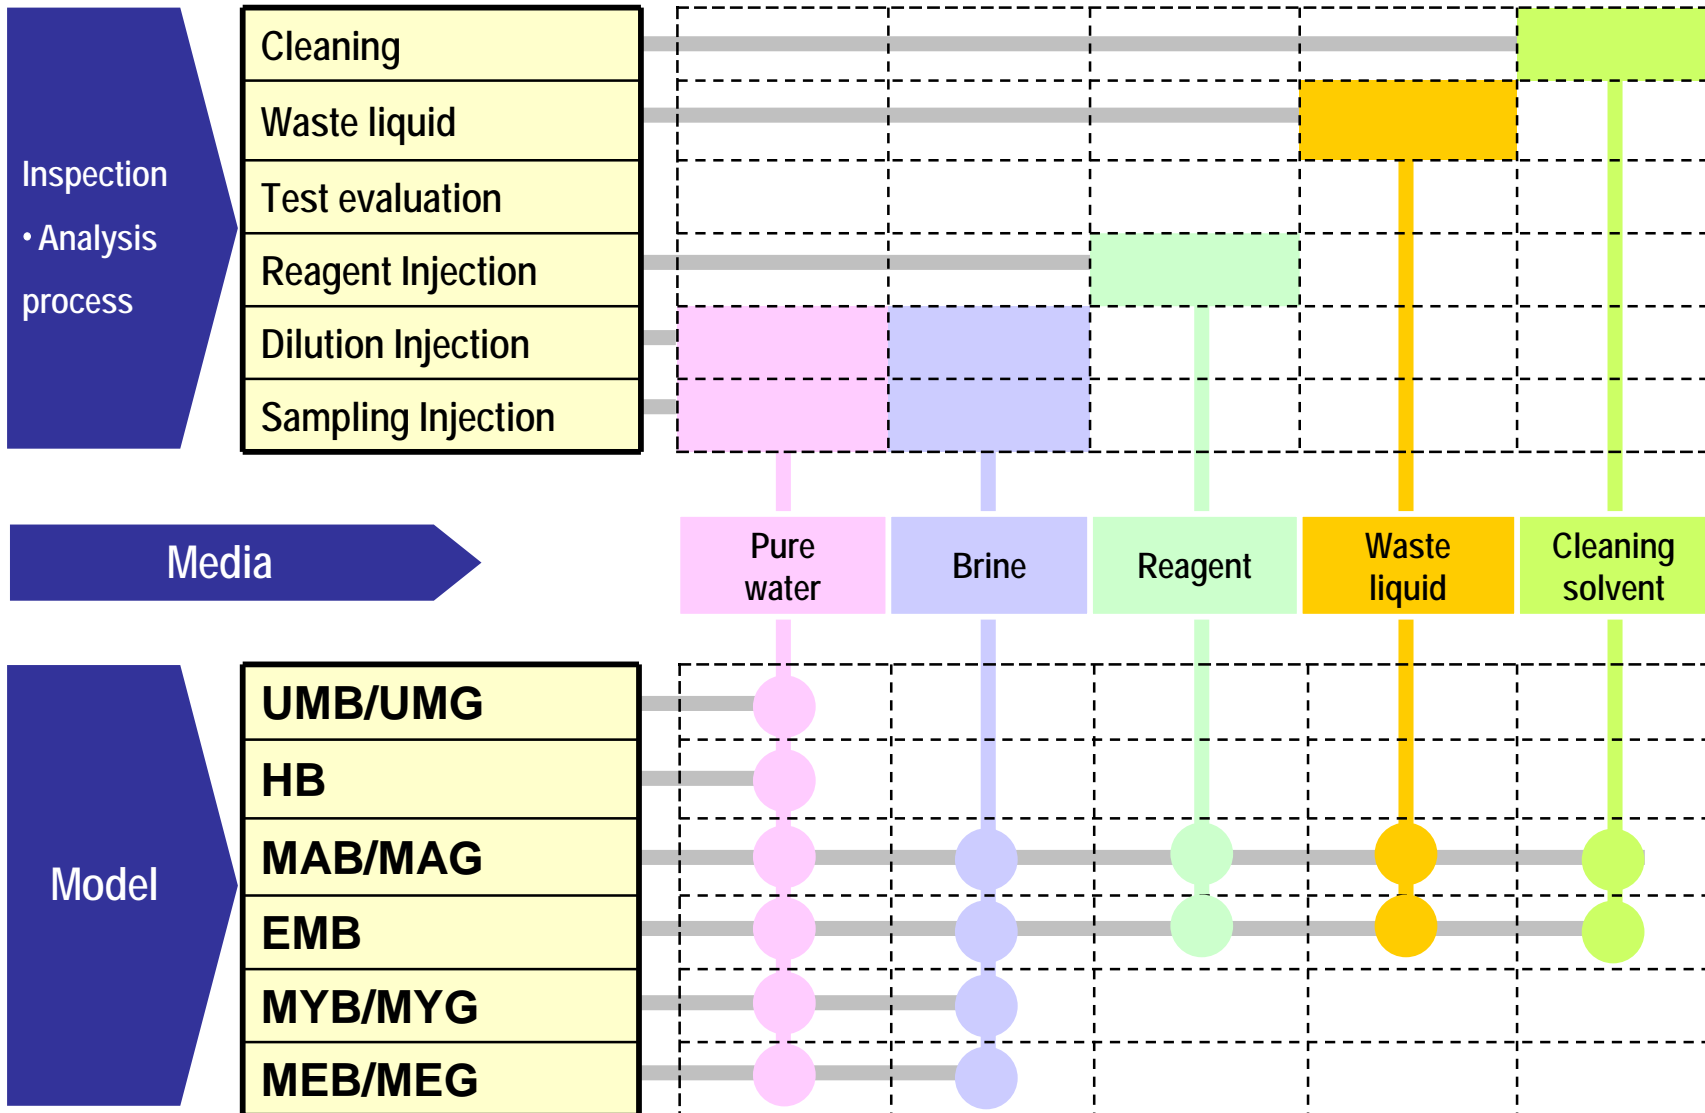 Inspection
• Analysis
process
Cleaning
Waste liquid
Test evaluation
Reagent Injection
Dilution Injection
Sampling Injection
Media
Pure
water
Brine
Reagent
Waste
liquid
Cleaning
solvent
Model
UMB/UMG
HB
MAB/MAG
EMB
MYB/MYG
MEB/MEG